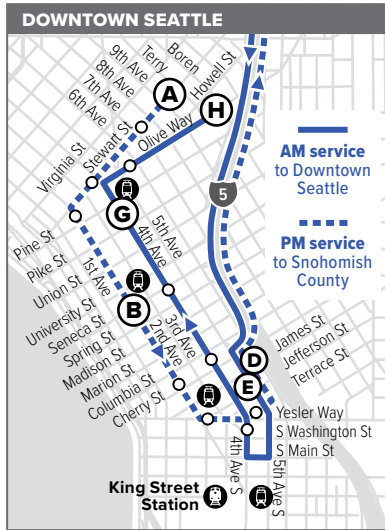 DOWNTOWN SEATTLE
Boren
Terry
9th Ave
8th Ave
7th Ave
6th Ave
Howell St
A
H
Olive Way
Stewart St
Virginia St
5
AM service
to Downtown
Seattle
PM service
to Snohomish
County
G
5th Ave
4th Ave
Pine St
Pike St
Union St
University St
Seneca St
Spring St
Madison St
Marion St
Columbia St
Cherry St
1st Ave
B
3rd Ave
2nd Ave
James St
Jefferson St
Terrace St
D
E
Yesler Way
S Washington St
S Main St
4th Ave S
5th Ave S
King Street
Station